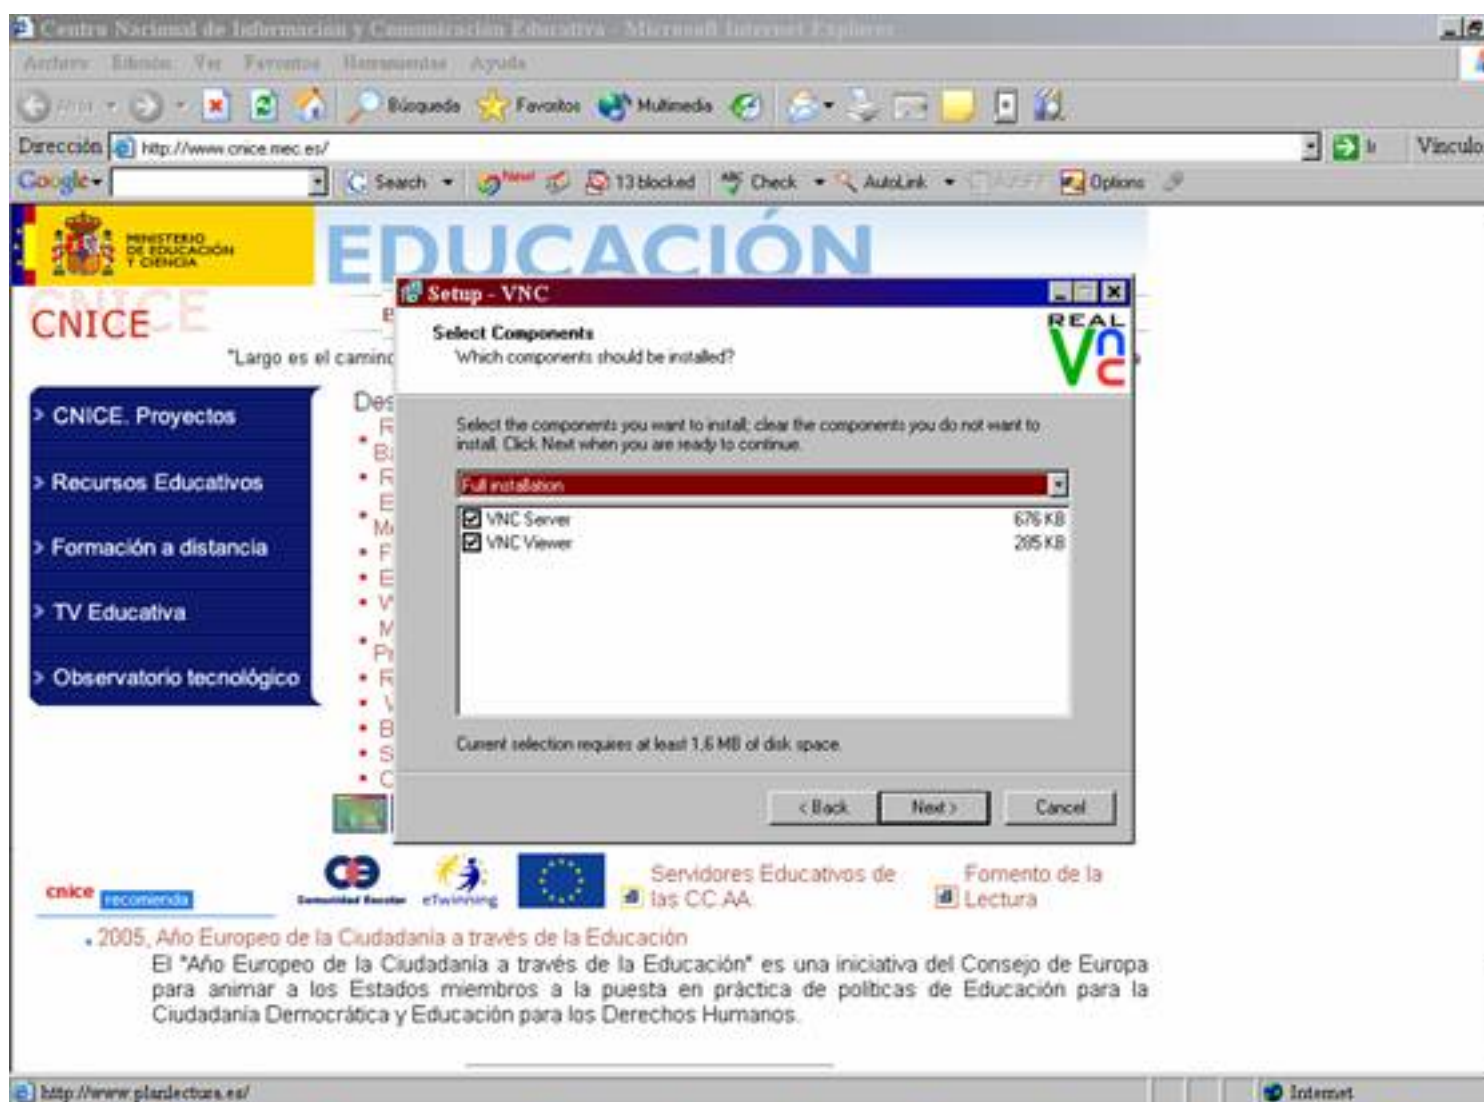 Centro Nacional de Información y Comunicación Educativa - Microsoft Internet Explorer
Archivo Edición Ver Favoritos Herramientas Ayuda
Atrás Búsqueda Favoritos Multimedia
Dirección http://www.cnice.mec.es/ Ir Vínculo
Google Search New! 13 blocked ABC Check AutoLink Options
MINISTERIO
DE EDUCACIÓN
Y CIENCIA
EDUCACIÓN
CNICE
"Largo es el camino
> CNICE. Proyectos
> Recursos Educativos
> Formación a distancia
> TV Educativa
> Observatorio tecnológico
Des
Setup - VNC
REAL
VNC
Select Components
Which components should be installed?
Select the components you want to install; clear the components you do not want to
install. Click Next when you are ready to continue.
Full installation
VNC Server 676 KB
VNC Viewer 285 KB
Current selection requires at least 1,6 MB of disk space.
< Back Next > Cancel
cnice recomienda
Comunidad Escolar
eTwinning
Servidores Educativos de
las CC.AA.
Fomento de la
Lectura
2005, Año Europeo de la Ciudadanía a través de la Educación
El "Año Europeo de la Ciudadanía a través de la Educación" es una iniciativa del Consejo de Europa
para animar a los Estados miembros a la puesta en práctica de políticas de Educación para la
Ciudadanía Democrática y Educación para los Derechos Humanos.
http://www.planlectura.es/ Internet